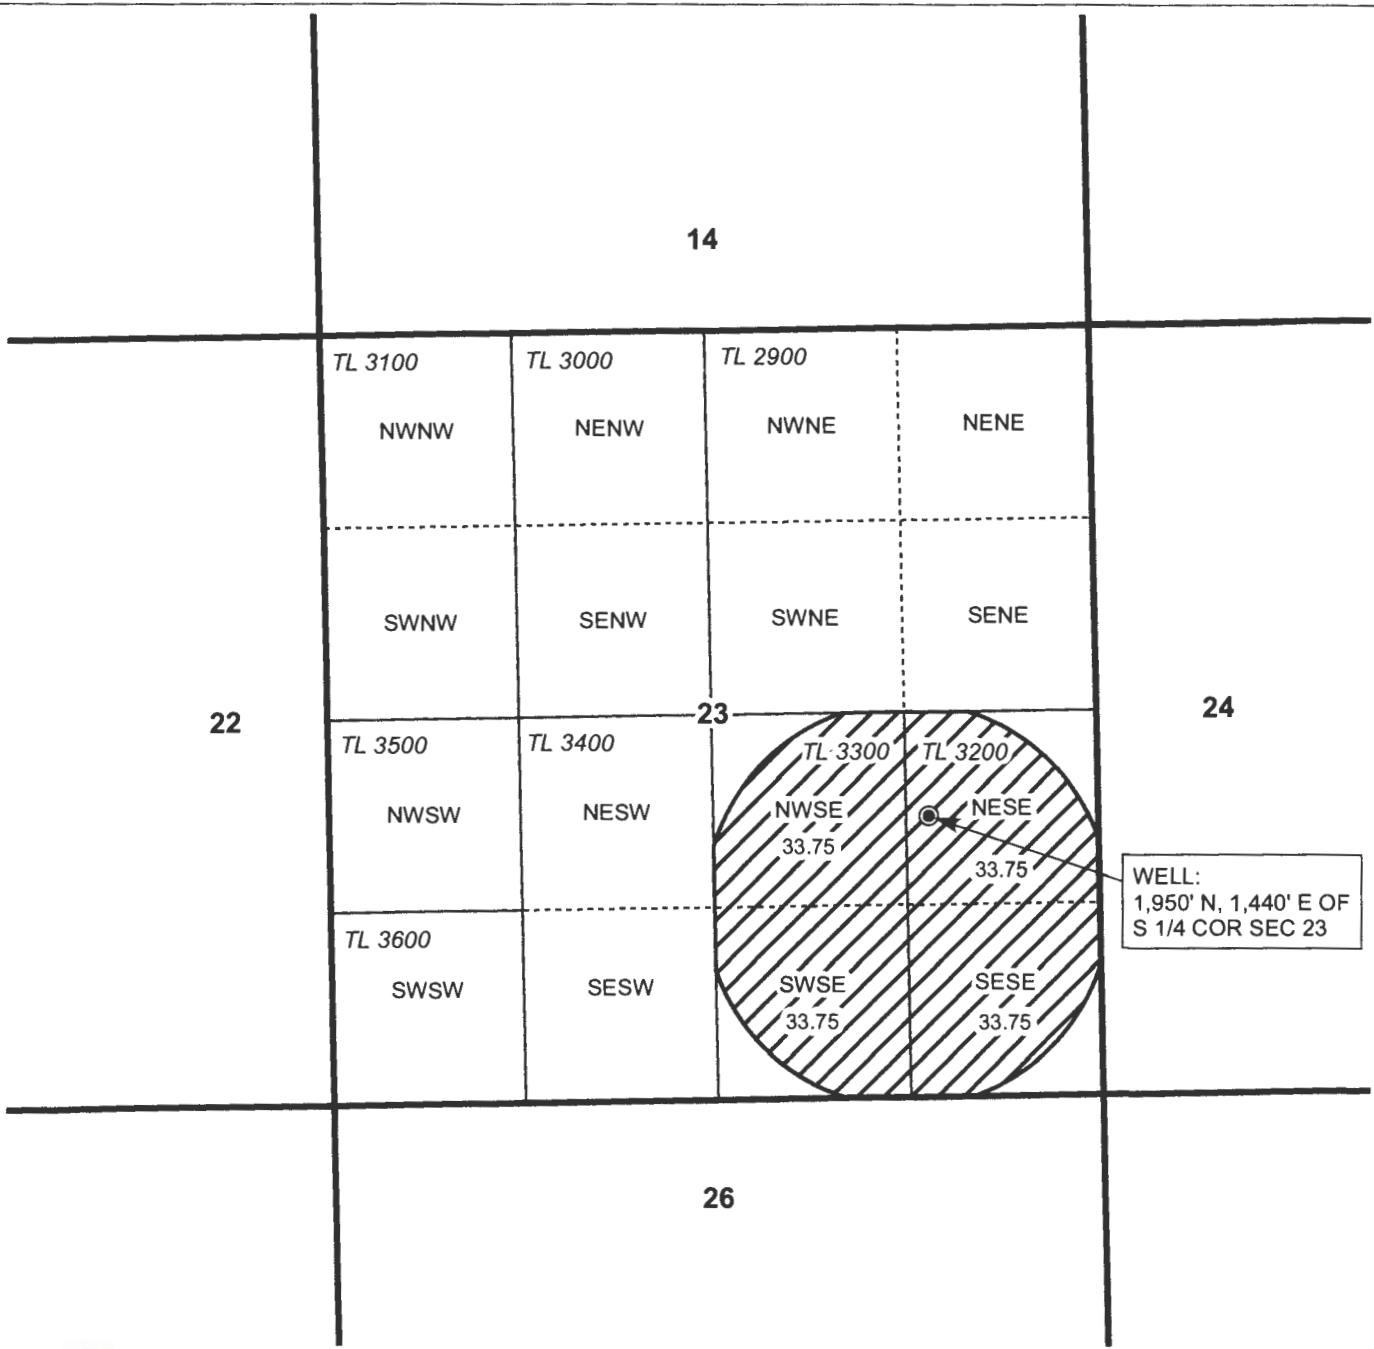 14
TL 3100
TL 3000
TL 2900
NWNW
NENW
NWNE
NENE
SWNW
SENW
SWNE
SENE
22
23
24
TL 3500
TL 3400
TL 3300
TL 3200
NWSW
NESW
NWSE
33.75
NESE
33.75
WELL:
1,950' N, 1,440' E OF
S 1/4 COR SEC 23
TL 3600
SWSW
SESW
SWSE
33.75
SESE
33.75
26